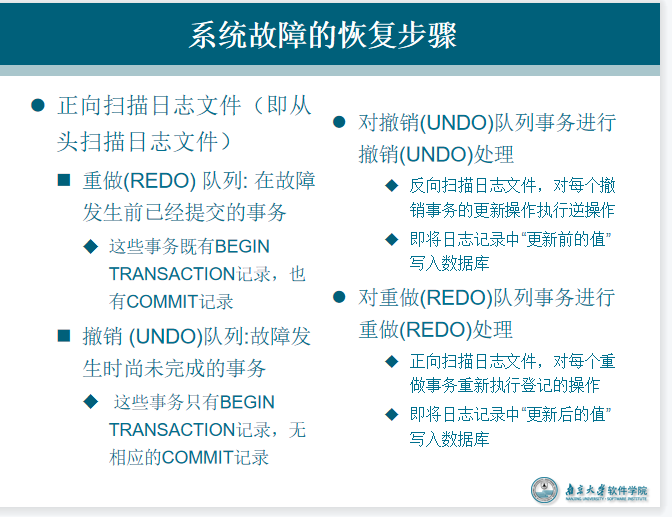 系统故障的恢复步骤
正向扫描日志文件（即从
头扫描日志文件）
重做(REDO) 队列: 在故障
发生前已经提交的事务
这些事务既有BEGIN
TRANSACTION记录，也
有COMMIT记录
撤销 (UNDO)队列:故障发
生时尚未完成的事务
这些事务只有BEGIN
TRANSACTION记录，无
相应的COMMIT记录
对撤销(UNDO)队列事务进行
撤销(UNDO)处理
反向扫描日志文件，对每个撤
销事务的更新操作执行逆操作
即将日志记录中“更新前的值”
写入数据库
对重做(REDO)队列事务进行
重做(REDO)处理
正向扫描日志文件，对每个重
做事务重新执行登记的操作
即将日志记录中“更新后的值”
写入数据库
南京大学软件学院
NANJING UNIVERSITY SOFTWARE INSTITUTE